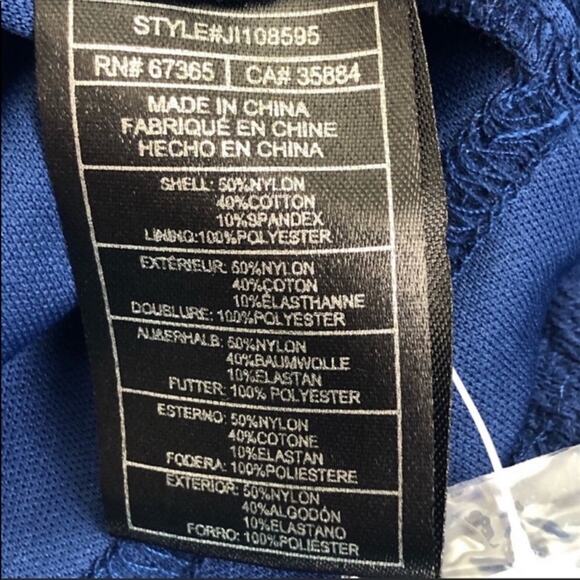 STYLE#JI108595
RN# 67365 CA# 35884
MADE IN CHINA
FABRIQUÉ EN CHINE
HECHO EN CHINA
SHELL: 50%NYLON
40%COTTON
10%SPANDEX
LINING:100%POLYESTER
EXTÉRIEUR: 50%NYLON
40%COTON
10%ÉLASTHANNE
DOUBLURE: 100%POLYESTER
AUßERHALB: 50%NYLON
40%BAUMWOLLE
10%ELASTAN
FUTTER: 100% POLYESTER
ESTERNO: 50%NYLON
40%COTONE
10%ELASTAN
FODERA: 100%POLIESTERE
EXTERIOR: 50%NYLON
40%ALGODÓN
10%ELASTANO
FORRO: 100%POLIÉSTER